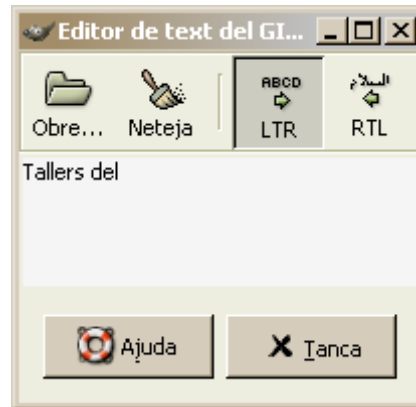 Editor de text del GI...
ABCD السلام
Obre... Neteja LTR RTL
Tallers del
Ajuda Tanca